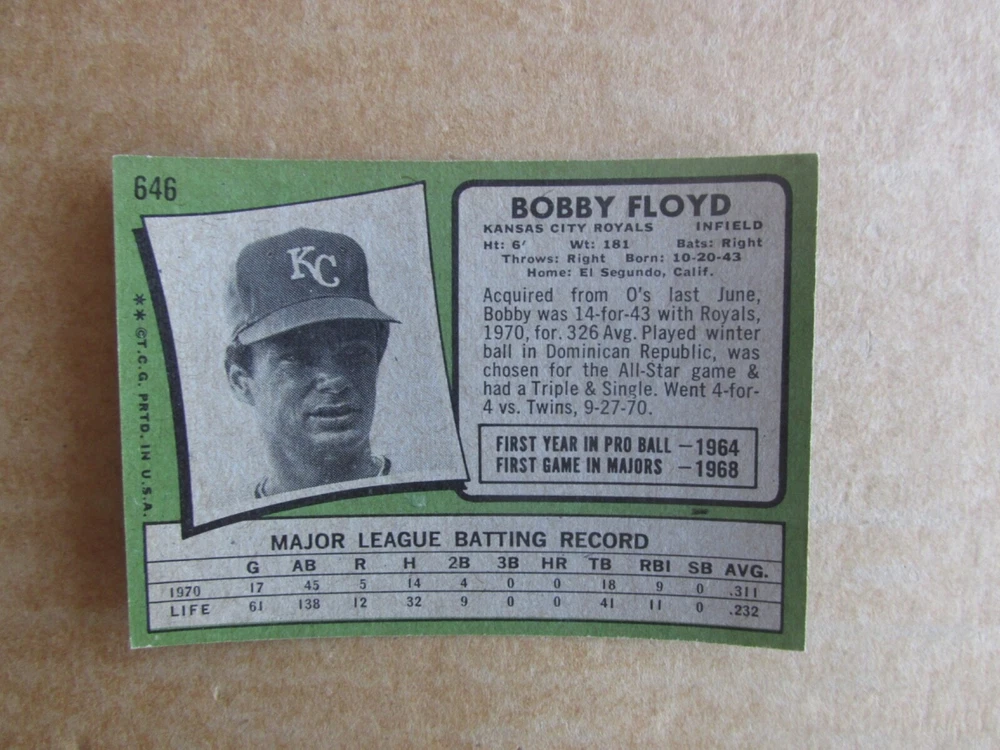 646
KC
** ©T.C.G. PRTD. IN U.S.A.
BOBBY FLOYD
KANSAS CITY ROYALS INFIELD
Ht: 6' Wt: 181 Bats: Right
Throws: Right Born: 10-20-43
Home: El Segundo, Calif.
Acquired from O's last June,
Bobby was 14-for-43 with Royals,
1970, for. 326 Avg. Played winter
ball in Dominican Republic, was
chosen for the All-Star game &
had a Triple & Single. Went 4-for-
4 vs. Twins, 9-27-70.
FIRST YEAR IN PRO BALL — 1964
FIRST GAME IN MAJORS — 1968
MAJOR LEAGUE BATTING RECORD
G AB R H 2B 3B HR TB RBI SB AVG.
1970 17 45 5 14 4 0 0 18 9 0 .311
LIFE 61 138 12 32 9 0 0 41 11 0 .232